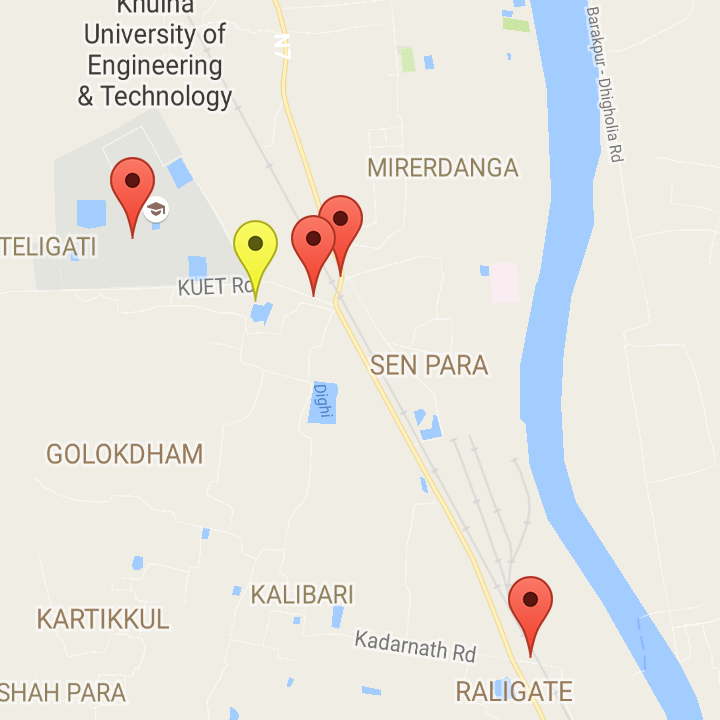 Khulna
University of
Engineering
& Technology
N7
Barakpur - Dhigholia Rd
MIRERDANGA
TELIGATI
KUET Rd
SEN PARA
Dighi
GOLOKDHAM
KALIBARI
KARTIKKUL
Kadarnath Rd
SHAH PARA
RALIGATE